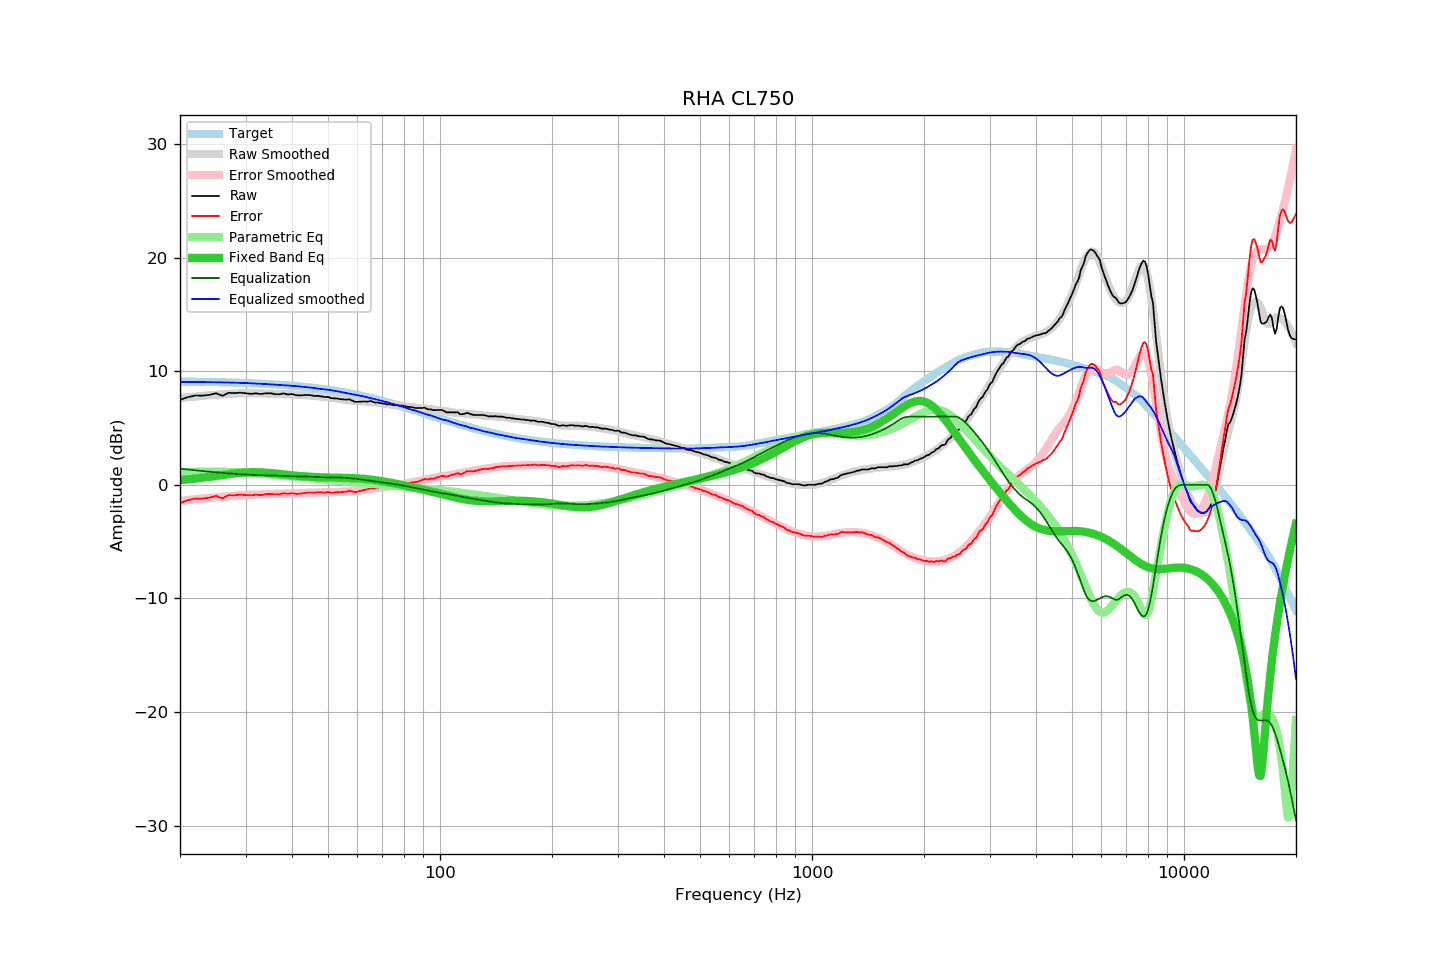 RHA CL750
30
20
10
0
−10
−20
−30
Amplitude (dBr)
Target
Raw Smoothed
Error Smoothed
Raw
Error
Parametric Eq
Fixed Band Eq
Equalization
Equalized smoothed
100
1000
10000
Frequency (Hz)